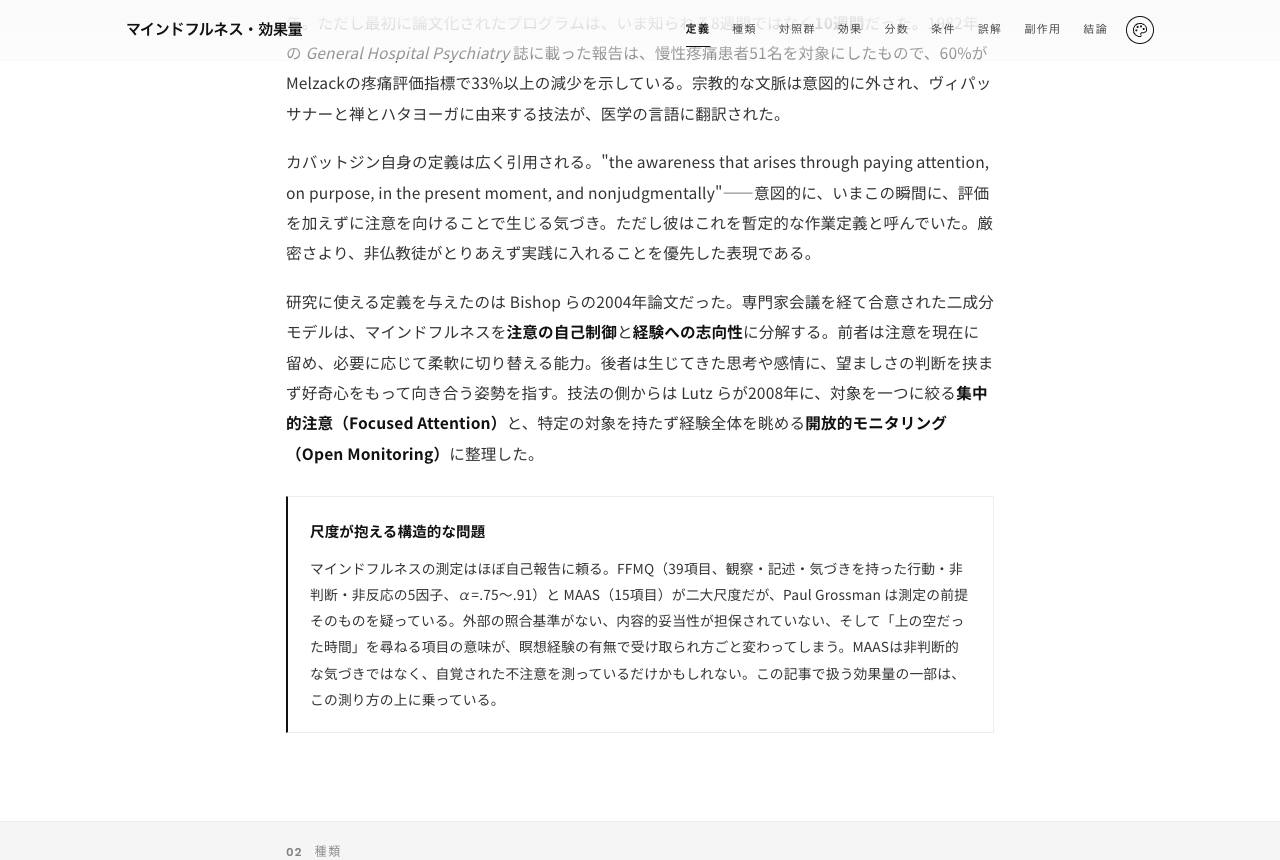 マインドフルネス・効果量
定義 種類 対照群 効果 分数 条件 誤解 副作用 結論
ただし最初に論文化されたプログラムは、いま知られる8週間ではなく10週間だった。1982年
の General Hospital Psychiatry 誌に載った報告は、慢性疼痛患者51名を対象にしたもので、60%が
Melzackの疼痛評価指標で33%以上の減少を示している。宗教的な文脈は意図的に外され、ヴィパッ
サナーと禅とハタヨーガに由来する技法が、医学の言語に翻訳された。
カバットジン自身の定義は広く引用される。"the awareness that arises through paying attention,
on purpose, in the present moment, and nonjudgmentally"——意図的に、いまこの瞬間に、評価
を加えずに注意を向けることで生じる気づき。ただし彼はこれを暫定的な作業定義と呼んでいた。厳
密さより、非仏教徒がとりあえず実践に入れることを優先した表現である。
研究に使える定義を与えたのは Bishop らの2004年論文だった。専門家会議を経て合意された二成分
モデルは、マインドフルネスを注意の自己制御と経験への志向性に分解する。前者は注意を現在に
留め、必要に応じて柔軟に切り替える能力。後者は生じてきた思考や感情に、望ましさの判断を挟ま
ず好奇心をもって向き合う姿勢を指す。技法の側からは Lutz らが2008年に、対象を一つに絞る集中
的注意（Focused Attention）と、特定の対象を持たず経験全体を眺める開放的モニタリング
（Open Monitoring）に整理した。
尺度が抱える構造的な問題
マインドフルネスの測定はほぼ自己報告に頼る。FFMQ（39項目、観察・記述・気づきを持った行動・非
判断・非反応の5因子、α=.75〜.91）と MAAS（15項目）が二大尺度だが、Paul Grossman は測定の前提
そのものを疑っている。外部の照合基準がない、内容的妥当性が担保されていない、そして「上の空だっ
た時間」を尋ねる項目の意味が、瞑想経験の有無で受け取られ方ごと変わってしまう。MAASは非判断的
な気づきではなく、自覚された不注意を測っているだけかもしれない。この記事で扱う効果量の一部は、
この測り方の上に乗っている。
02 種類